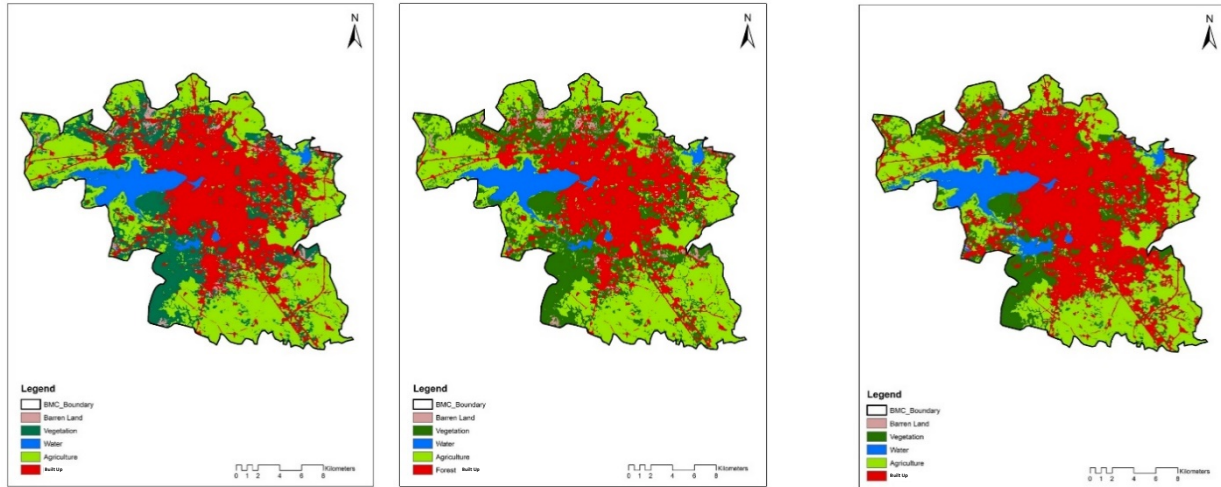 N
Legend
BMC_Boundary
Barren Land
Vegetation
Water
Agriculture
Built Up
Kilometers
0 1 2 4 6 8
N
Legend
BMC_Boundary
Barren Land
Vegetation
Water
Agriculture
Forest Built Up
Kilometers
0 1 2 4 6 8
N
Legend
BMC_Boundary
Barren Land
Vegetation
Water
Agriculture
Built Up
Kilometers
0 1 2 4 6 8